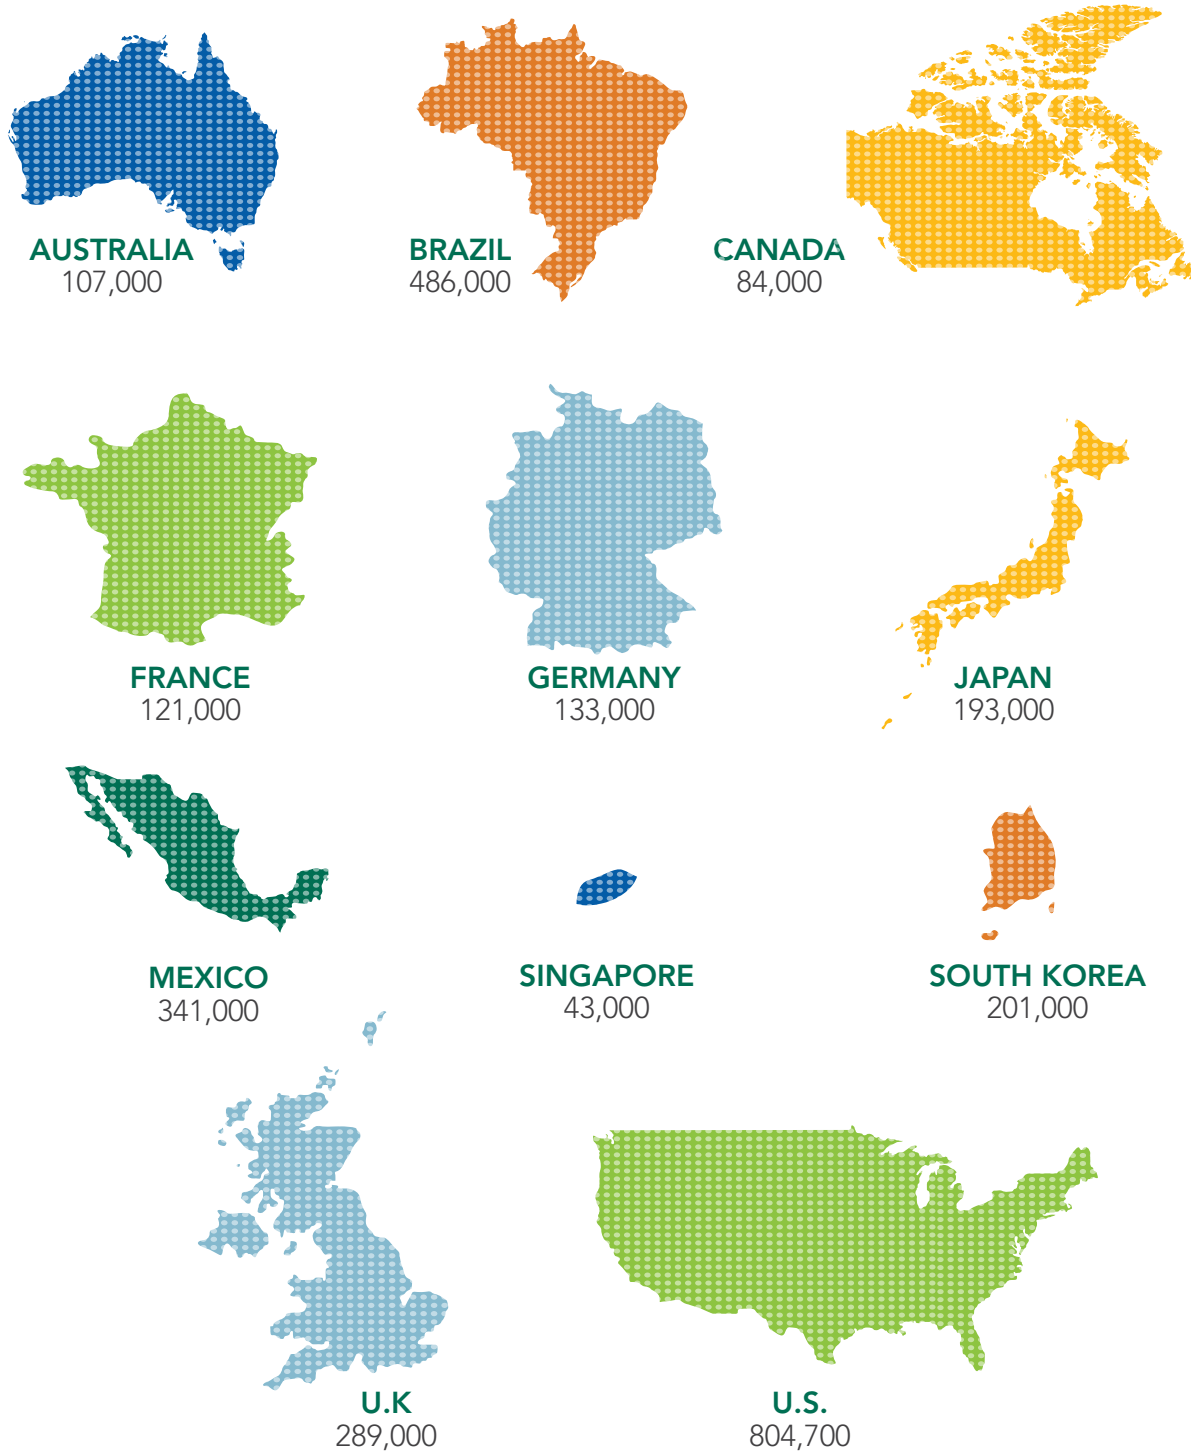 AUSTRALIA
107,000
BRAZIL
486,000
CANADA
84,000
FRANCE
121,000
GERMANY
133,000
JAPAN
193,000
MEXICO
341,000
SINGAPORE
43,000
SOUTH KOREA
201,000
U.K
289,000
U.S.
804,700